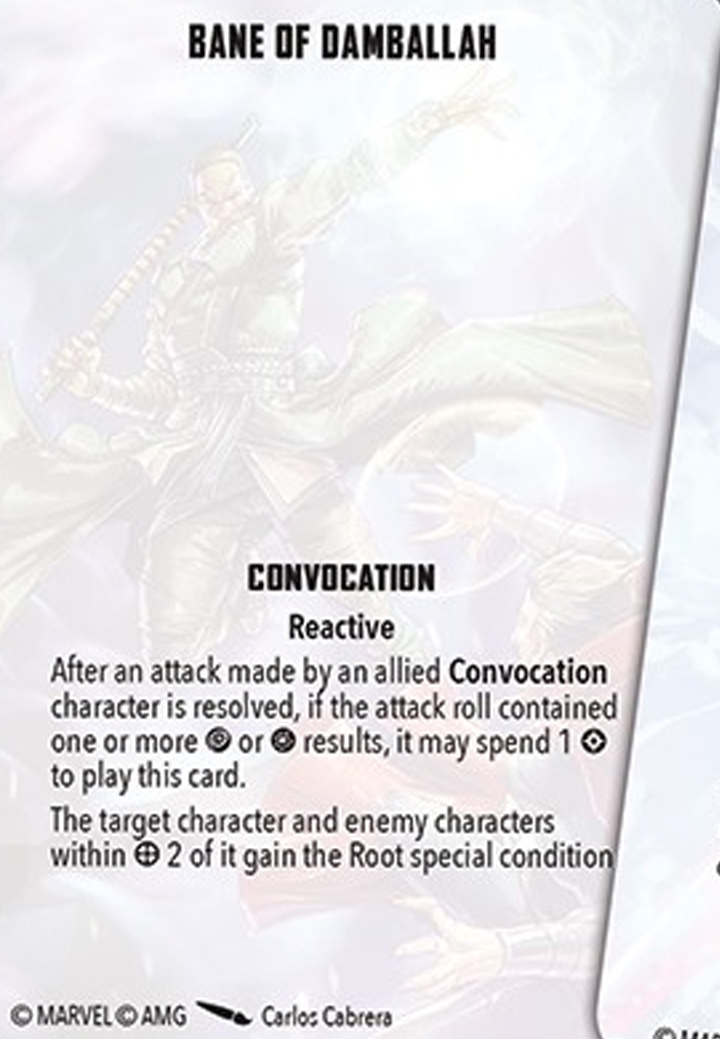 BANE OF DAMBALLAH
CONVOCATION
Reactive
After an attack made by an allied Convocation
character is resolved, if the attack roll contained
one or more or results, it may spend 1
to play this card.
The target character and enemy characters
within 2 of it gain the Root special condition
© MARVEL © AMG Carlos Cabrera